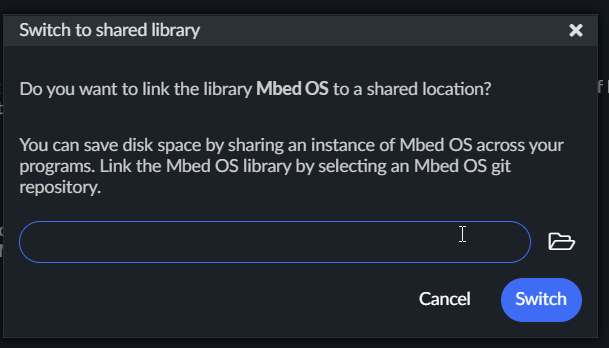 Switch to shared library
Do you want to link the library Mbed OS to a shared location?
You can save disk space by sharing an instance of Mbed OS across your
programs. Link the Mbed OS library by selecting an Mbed OS git
repository.
Cancel
Switch